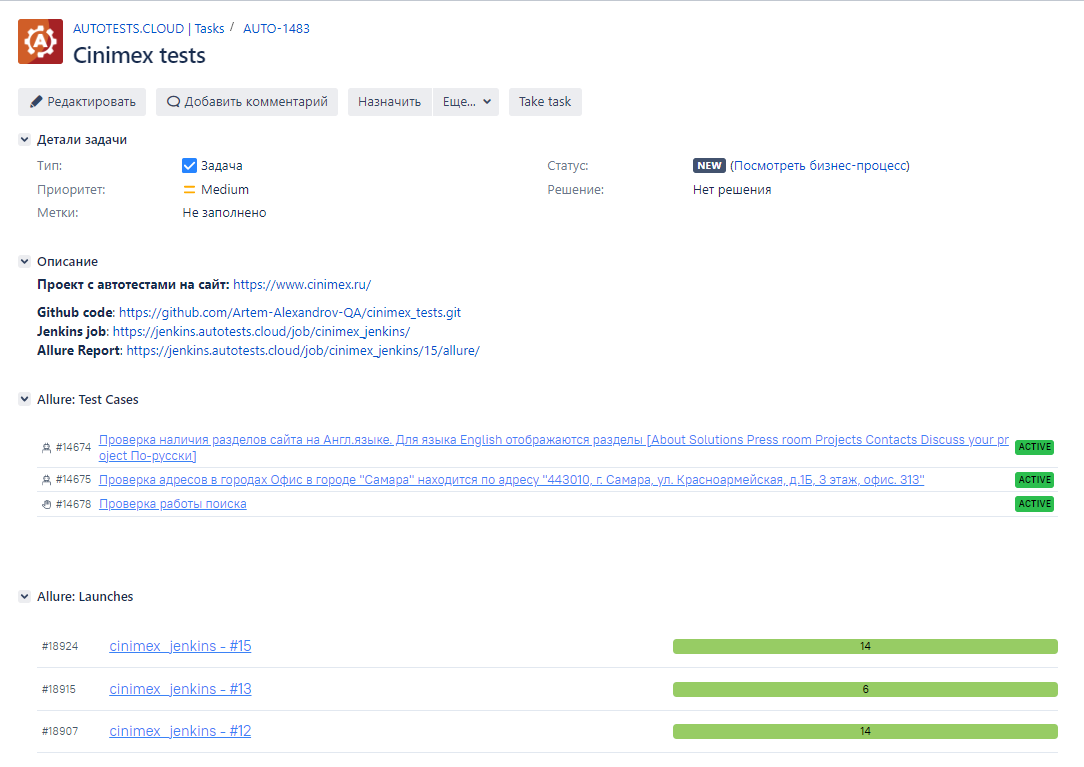 AUTOTESTS.CLOUD | Tasks / AUTO-1483
Cinimex tests
Редактировать Добавить комментарий Назначить Еще... Take task
Детали задачи
Тип: Задача Статус: NEW (Посмотреть бизнес-процесс)
Приоритет: Medium Решение: Нет решения
Метки: Не заполнено
Описание
Проект с автотестами на сайт: https://www.cinimex.ru/
Github code: https://github.com/Artem-Alexandrov-QA/cinimex_tests.git
Jenkins job: https://jenkins.autotests.cloud/job/cinimex_jenkins/
Allure Report: https://jenkins.autotests.cloud/job/cinimex_jenkins/15/allure/
Allure: Test Cases
#14674 Проверка наличия разделов сайта на Англ.языке. Для языка English отображаются разделы [About Solutions Press room Projects Contacts Discuss your pr ACTIVE
oject По-русски]
#14675 Проверка адресов в городах Офис в городе "Самара" находится по адресу "443010, г. Самара, ул. Красноармейская, д.1Б, 3 этаж, офис. 313" ACTIVE
#14678 Проверка работы поиска ACTIVE
Allure: Launches
#18924 cinimex_jenkins - #15 14
#18915 cinimex_jenkins - #13 6
#18907 cinimex_jenkins - #12 14